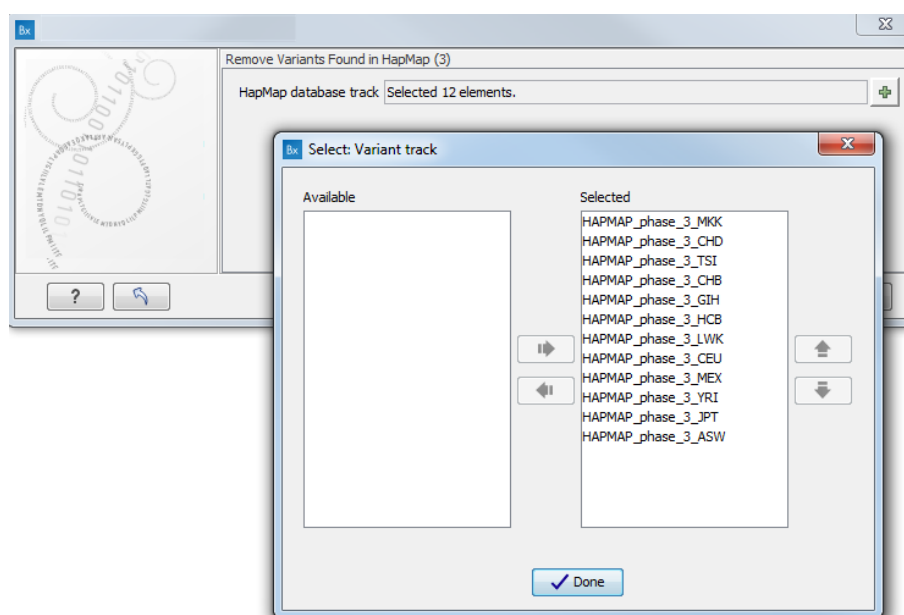 Bx
Remove Variants Found in HapMap (3)
HapMap database track Selected 12 elements.
Bx Select: Variant track
Available
Selected
HAPMAP_phase_3_MKK
HAPMAP_phase_3_CHD
HAPMAP_phase_3_TSI
HAPMAP_phase_3_CHB
HAPMAP_phase_3_GIH
HAPMAP_phase_3_HCB
HAPMAP_phase_3_LWK
HAPMAP_phase_3_CEU
HAPMAP_phase_3_MEX
HAPMAP_phase_3_YRI
HAPMAP_phase_3_JPT
HAPMAP_phase_3_ASW
?
Done